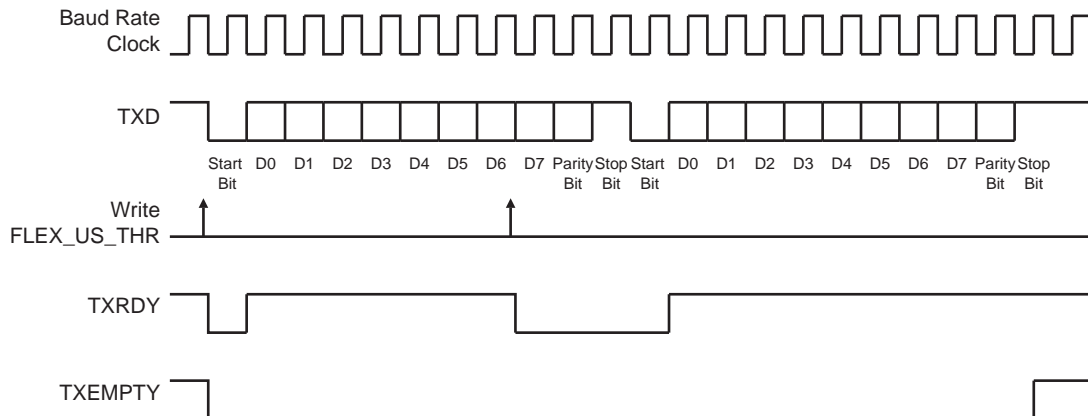 Baud Rate
Clock
TXD
Start D0 D1 D2 D3 D4 D5 D6 D7 Parity Stop Start D0 D1 D2 D3 D4 D5 D6 D7 Parity Stop
Bit Bit Bit Bit Bit Bit
Write
FLEX_US_THR
TXRDY
TXEMPTY